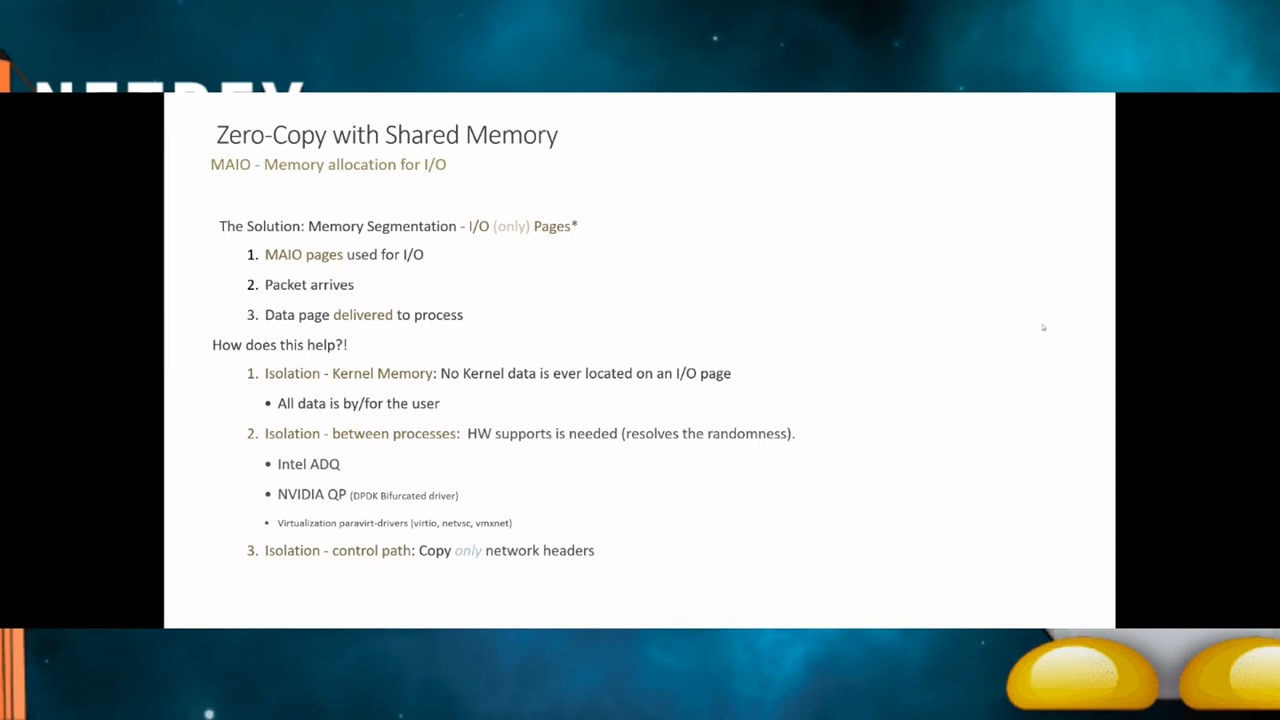 Zero-Copy with Shared Memory
MAIO - Memory allocation for I/O
The Solution: Memory Segmentation - I/O (only) Pages*
1. MAIO pages used for I/O
2. Packet arrives
3. Data page delivered to process
How does this help?!
1. Isolation - Kernel Memory: No Kernel data is ever located on an I/O page
• All data is by/for the user
2. Isolation - between processes: HW supports is needed (resolves the randomness).
• Intel ADQ
• NVIDIA QP (DPDK Bifurcated driver)
• Virtualization paravirt-drivers (virtio, netvsc, vmxnet)
3. Isolation - control path: Copy only network headers